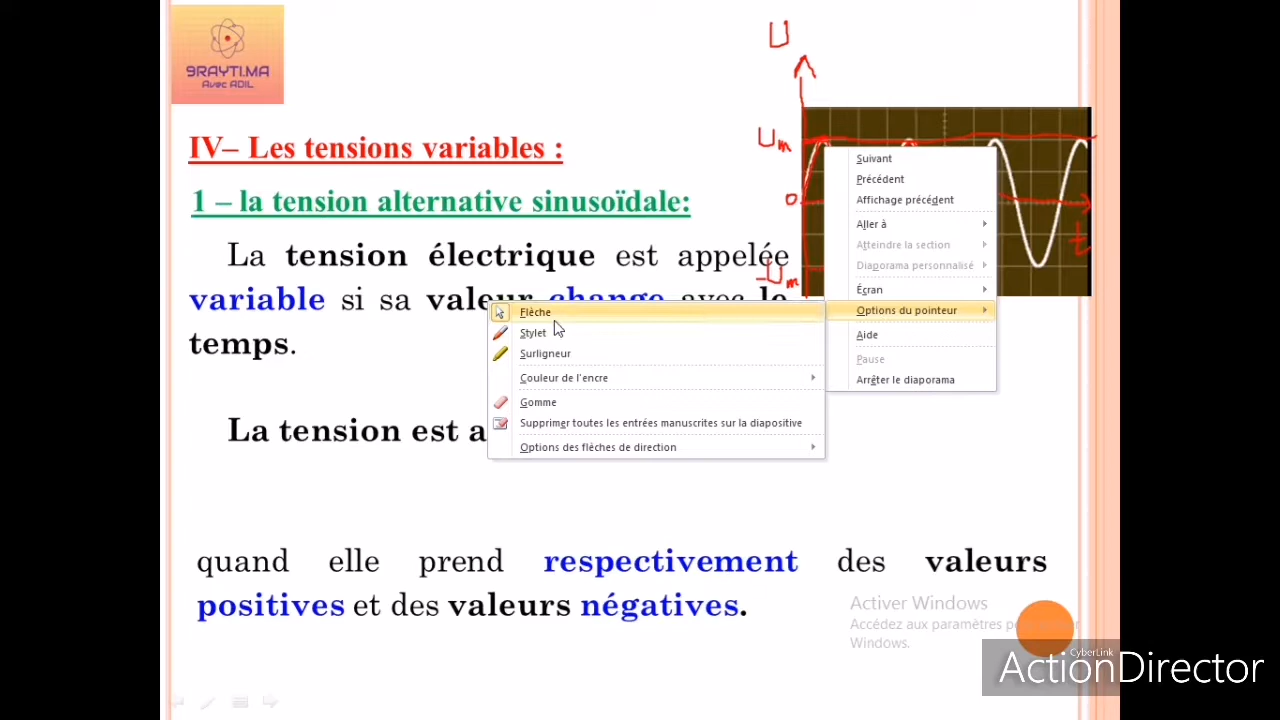 U
9RAYTI.MA
Avec ADIL
Um
IV– Les tensions variables :
0
1 – la tension alternative sinusoïdale:
t
La tension électrique est appelée
-Um
variable si sa valeur change avec le
temps.
Suivant
Précédent
Affichage précédent
Aller à
Atteindre la section
Diaporama personnalisé
Écran
Options du pointeur
Aide
Pause
Arrêter le diaporama
Flèche
Stylet
Surligneur
Couleur de l'encre
Gomme
Supprimer toutes les entrées manuscrites sur la diapositive
Options des flèches de direction
La tension est a
quand elle prend respectivement des valeurs
positives et des valeurs négatives.
Activer Windows
Accédez aux paramètres
Windows.
CyberLink
ActionDirector